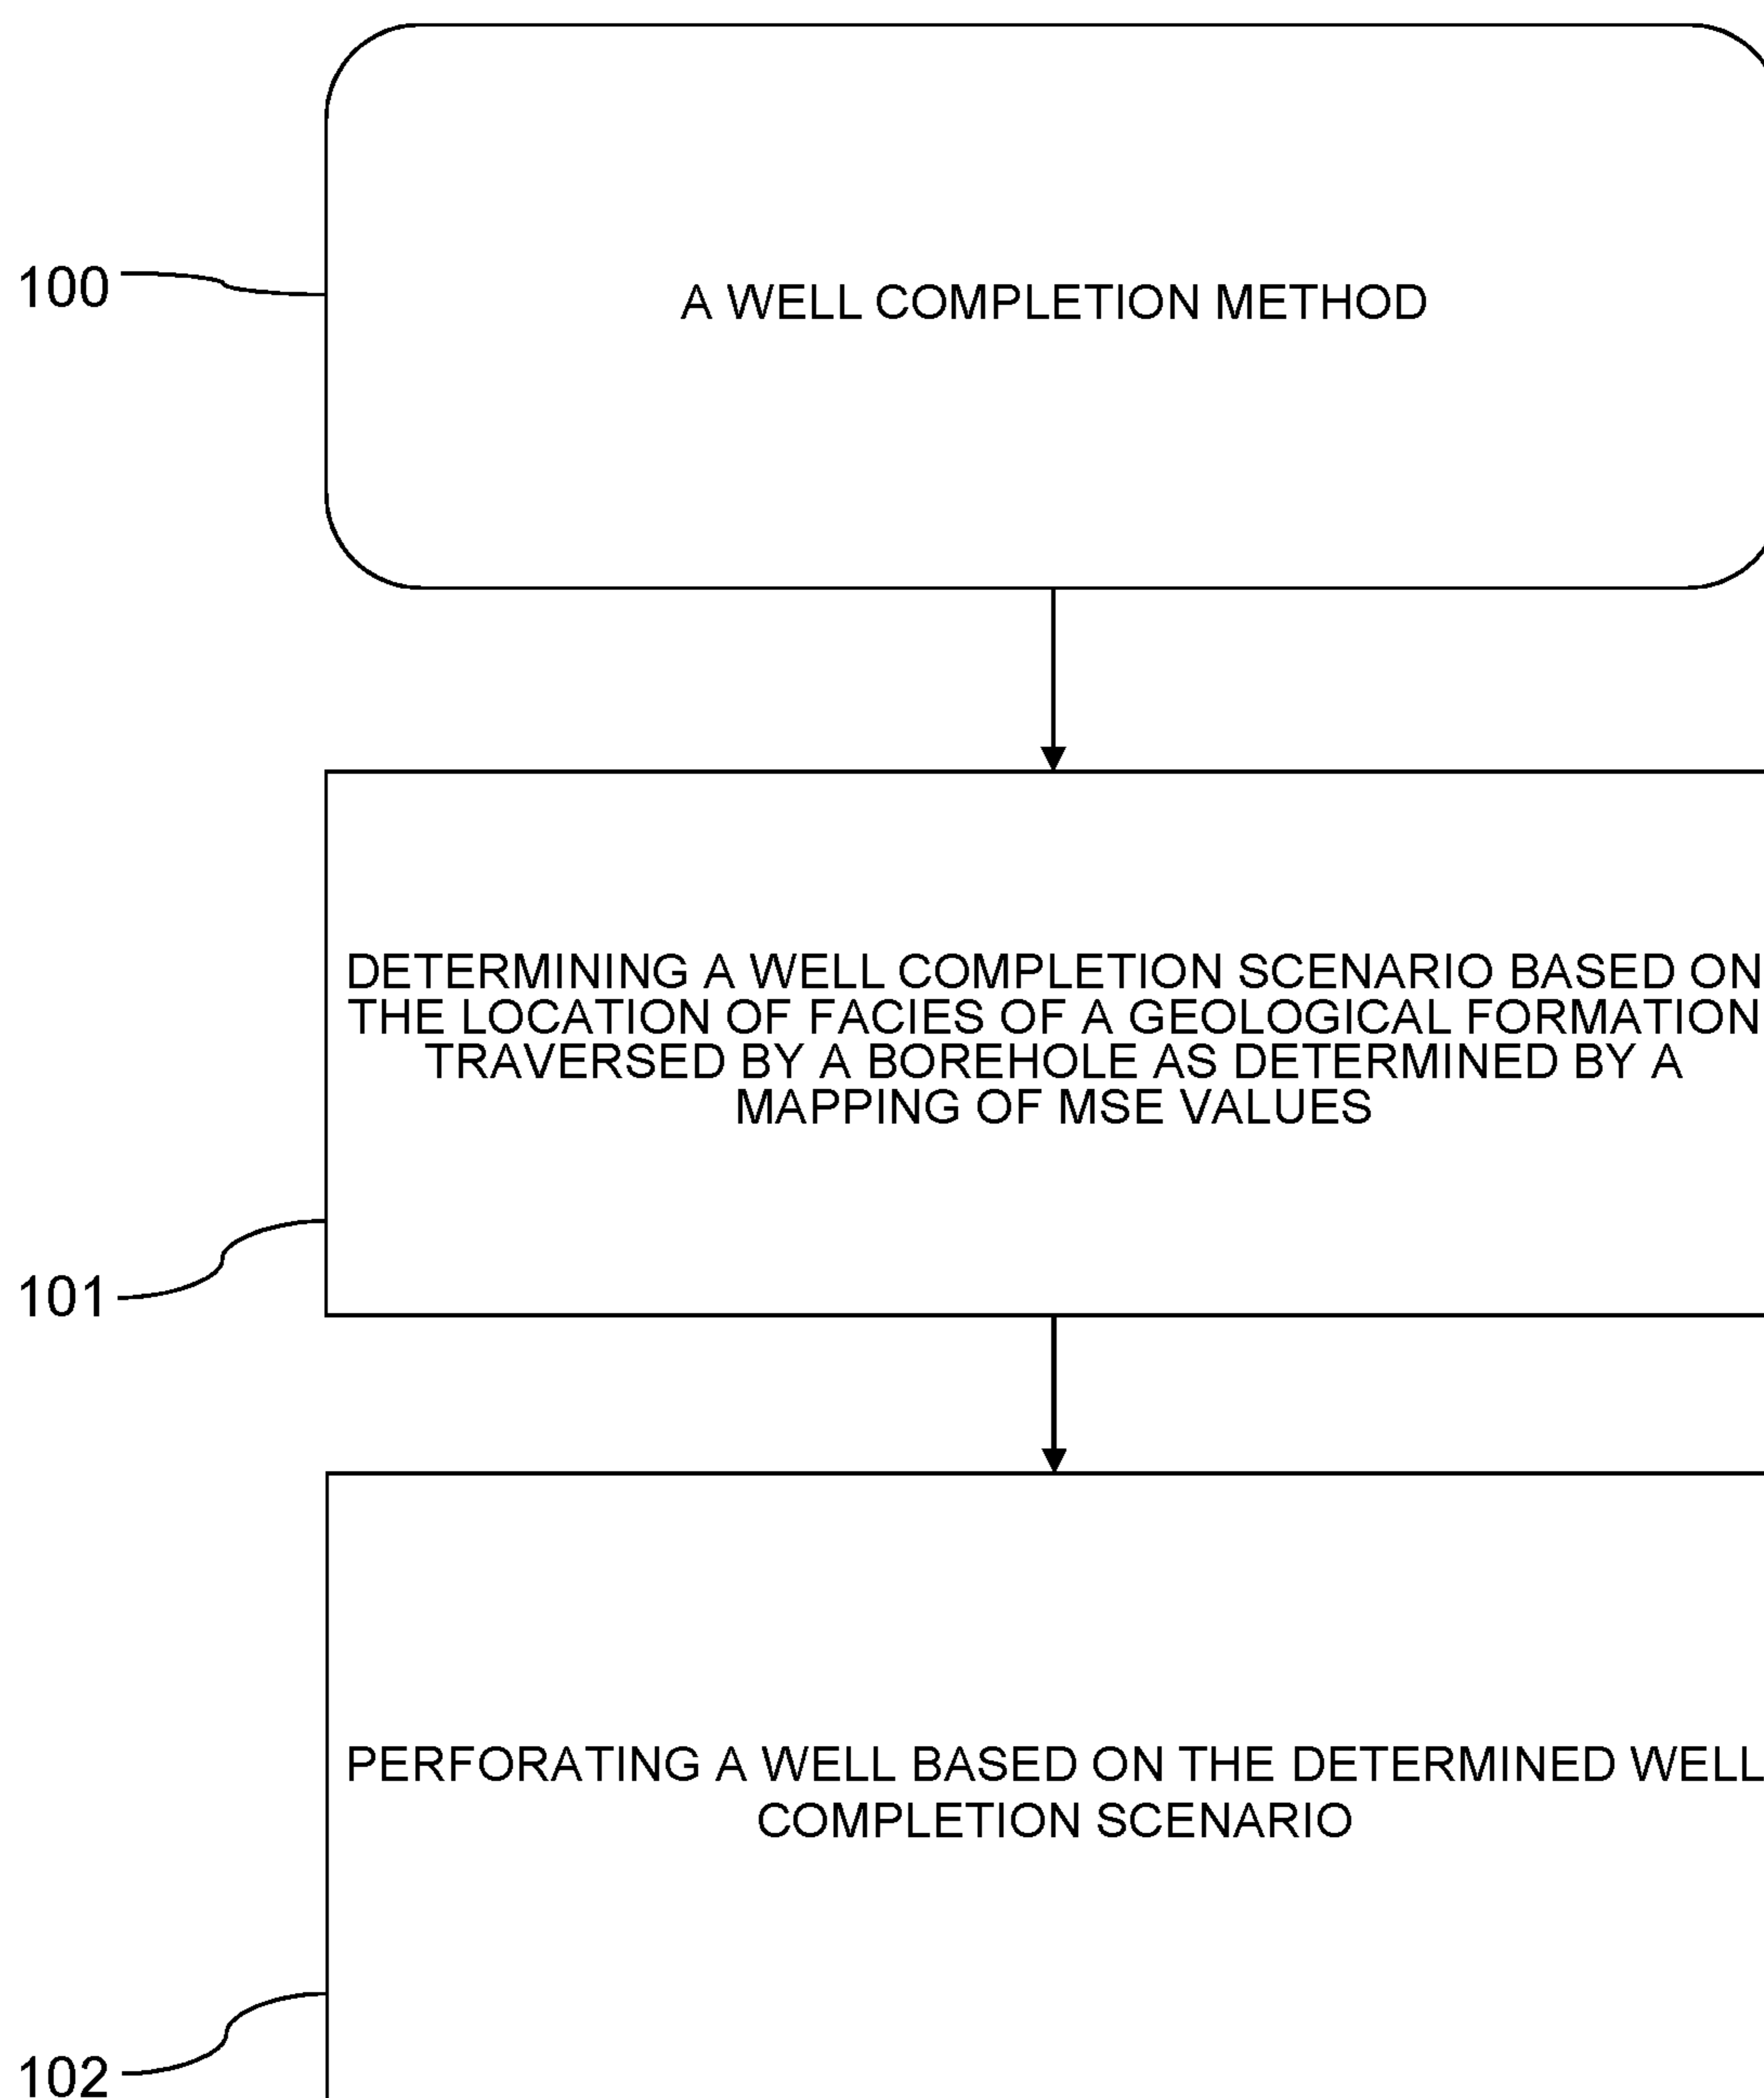 100
A WELL COMPLETION METHOD
DETERMINING A WELL COMPLETION SCENARIO BASED ON
THE LOCATION OF FACIES OF A GEOLOGICAL FORMATION
TRAVERSED BY A BOREHOLE AS DETERMINED BY A
MAPPING OF MSE VALUES
101
PERFORATING A WELL BASED ON THE DETERMINED WELL
COMPLETION SCENARIO
102